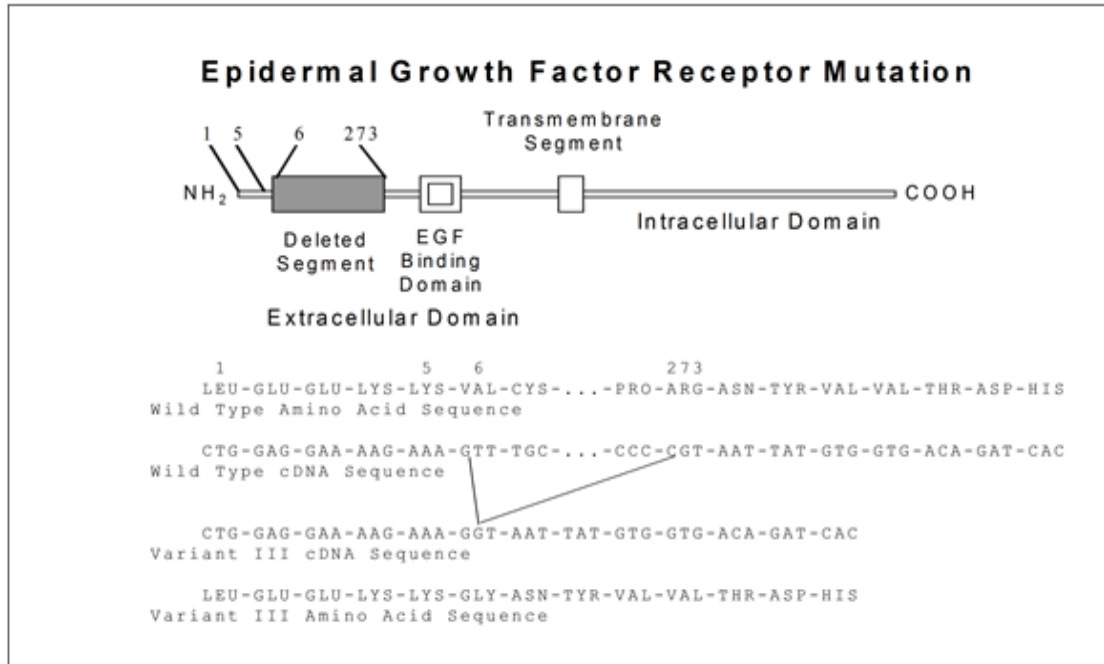 Epidermal Growth Factor Receptor Mutation
1 5 6 273
Transmembrane
Segment
NH2
COOH
Intracellular Domain
Deleted
Segment
EGF
Binding
Domain
Extracellular Domain
1 5 6 273
LEU-GLU-GLU-LYS-LYS-VAL-CYS-...-PRO-ARG-ASN-TYR-VAL-VAL-THR-ASP-HIS
Wild Type Amino Acid Sequence
CTG-GAG-GAA-AAG-AAA-GTT-TGC-...-CCC-CGT-AAT-TAT-GTG-GTG-ACA-GAT-CAC
Wild Type cDNA Sequence
CTG-GAG-GAA-AAG-AAA-GGT-AAT-TAT-GTG-GTG-ACA-GAT-CAC
Variant III cDNA Sequence
LEU-GLU-GLU-LYS-LYS-GLY-ASN-TYR-VAL-VAL-THR-ASP-HIS
Variant III Amino Acid Sequence